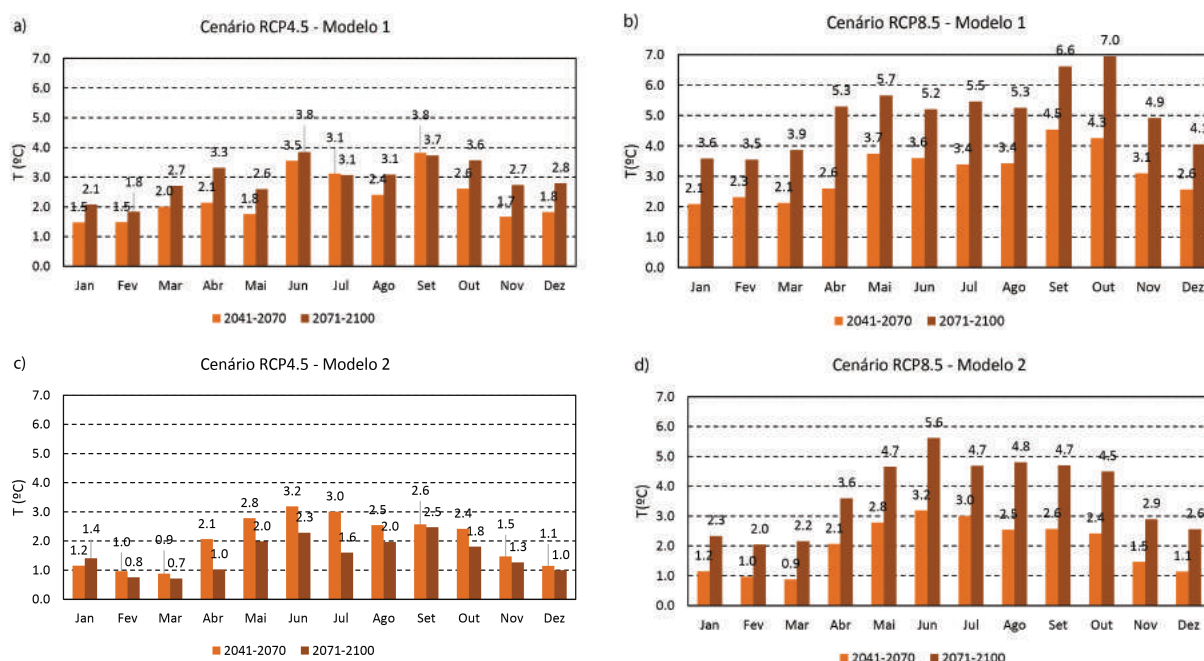 a)
Cenário RCP4.5 - Modelo 1
T (ºC)
7.0
6.0
5.0
4.0
3.0
2.0
1.0
0.0
1.5 2.1 1.5 1.8 2.0 2.7 2.1 3.3 1.8 2.6 3.5 3.8 3.1 3.1 2.4 3.1 3.8 3.7 2.6 3.6 1.7 2.7 1.8 2.8
Jan Fev Mar Abr Mai Jun Jul Ago Set Out Nov Dez
2041-2070 2071-2100
b)
Cenário RCP8.5 - Modelo 1
T(ºC)
7.0
6.0
5.0
4.0
3.0
2.0
1.0
0.0
2.1 3.6 2.3 3.5 2.1 3.9 2.6 5.3 3.7 5.7 3.6 5.2 3.4 5.5 3.4 5.3 4.5 6.6 4.3 7.0 3.1 4.9 2.6
Jan Fev Mar Abr Mai Jun Jul Ago Set Out Nov Dez
2041-2070 2071-2100
c)
Cenário RCP4.5 - Modelo 2
T (ºC)
7.0
6.0
5.0
4.0
3.0
2.0
1.0
0.0
1.2 1.4 1.0 0.8 0.9 0.7 2.1 1.0 2.8 2.0 3.2 2.3 3.0 1.6 2.5 2.0 2.6 2.5 2.4 1.8 1.5 1.3 1.1 1.0
Jan Fev Mar Abr Mai Jun Jul Ago Set Out Nov Dez
2041-2070 2071-2100
d)
Cenário RCP8.5 - Modelo 2
T(ºC)
7.0
6.0
5.0
4.0
3.0
2.0
1.0
0.0
1.2 2.3 1.0 2.0 0.9 2.2 2.1 3.6 2.8 4.7 3.2 5.6 3.0 4.7 2.5 4.8 2.6 4.7 2.4 4.5 1.5 2.9 1.1 2.6
Jan Fev Mar Abr Mai Jun Jul Ago Set Out Nov Dez
2041-2070 2071-2100